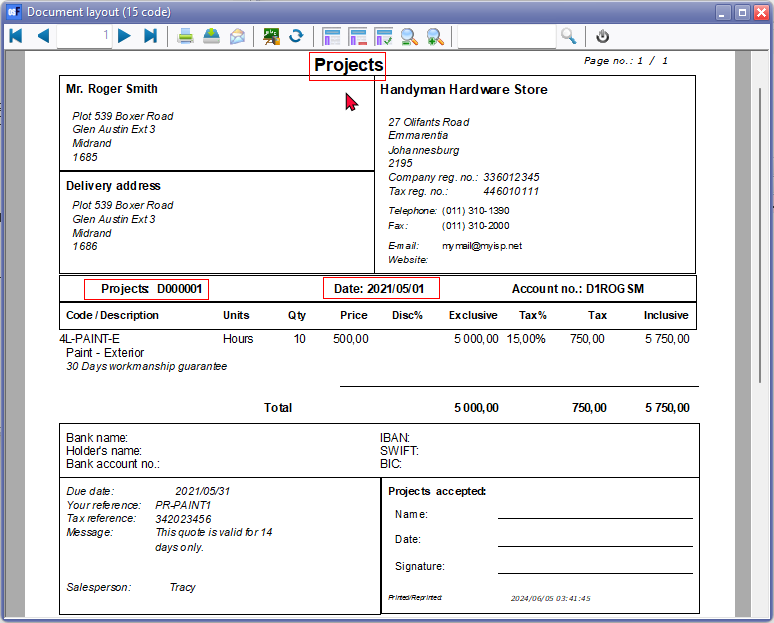 Document layout (15 code)
1
Projects
Page no.: 1 / 1
Mr. Roger Smith
Plot 539 Boxer Road
Glen Austin Ext 3
Midrand
1685
Delivery address
Plot 539 Boxer Road
Glen Austin Ext 3
Midrand
1686
Handyman Hardware Store
27 Olifants Road
Emmarentia
Johannesburg
2195
Company reg. no.: 336012345
Tax reg. no.: 446010111
Telephone: (011) 310-1390
Fax: (011) 310-2000
E-mail: mymail@myisp.net
Website:
Projects: D000001 Date: 2021/05/01 Account no.: D1ROGSM
Code / Description Units Qty Price Disc% Exclusive Tax% Tax Inclusive
4L-PAINT-E Hours 10 500,00 5 000,00 15,00% 750,00 5 750,00
Paint - Exterior
30 Days workmanship guarantee
Total 5 000,00 750,00 5 750,00
Bank name: IBAN:
Holder's name: SWIFT:
Bank account no.: BIC:
Due date: 2021/05/31
Your reference: PR-PAINT1
Tax reference: 342023456
Message: This quote is valid for 14
days only.
Salesperson: Tracy
Projects accepted:
Name:
Date:
Signature:
Printed/Reprinted: 2024/06/05 03:41:45